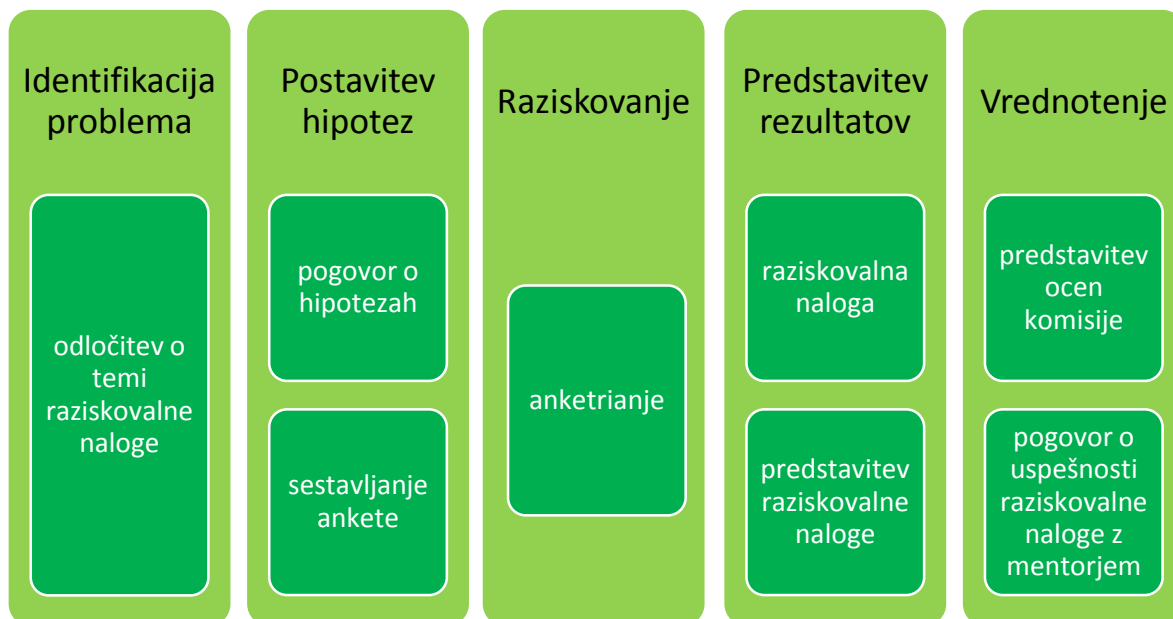 Identifikacija
problema
odločitev o
temi
raziskovalne
naloge
Postavitev
hipotez
pogovor o
hipotezah
sestavljanje
ankete
Raziskovanje
anketrianje
Predstavitev
rezultatov
raziskovalna
naloga
predstavitev
raziskovalne
naloge
Vrednotenje
predstavitev
ocen
komisije
pogovor o
uspešnosti
raziskovalne
naloge z
mentorjem